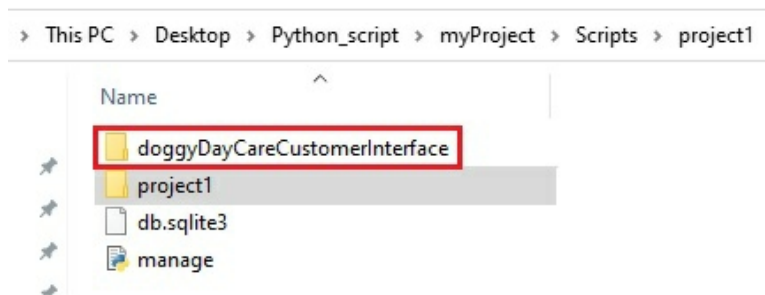 > This PC > Desktop > Python_script > myProject > Scripts > project1
Name
doggyDayCareCustomerInterface
project1
db.sqlite3
manage